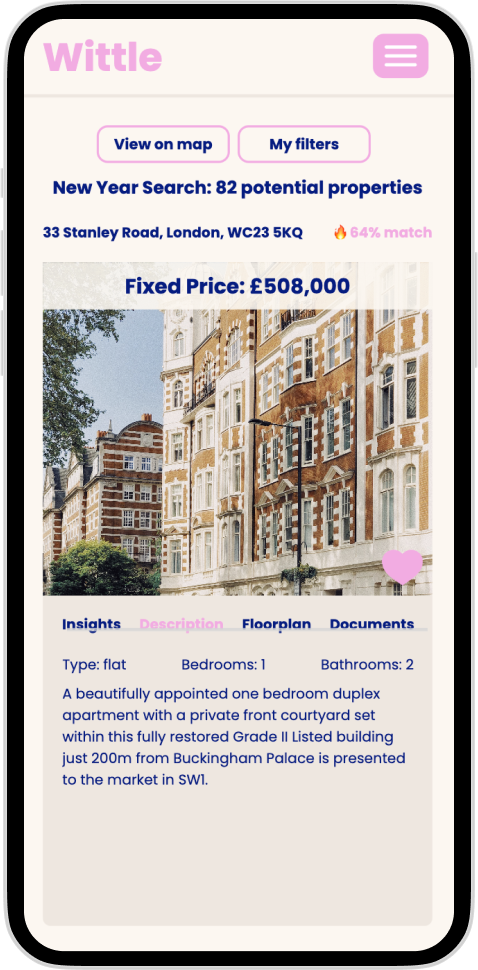 Wittle
View on map
My filters
New Year Search: 82 potential properties
33 Stanley Road, London, WC23 5KQ
🔥 64% match
Fixed Price: £508,000
Insights
Description
Floorplan
Documents
Type: flat
Bedrooms: 1
Bathrooms: 2
A beautifully appointed one bedroom duplex
apartment with a private front courtyard set
within this fully restored Grade II Listed building
just 200m from Buckingham Palace is presented
to the market in SW1.